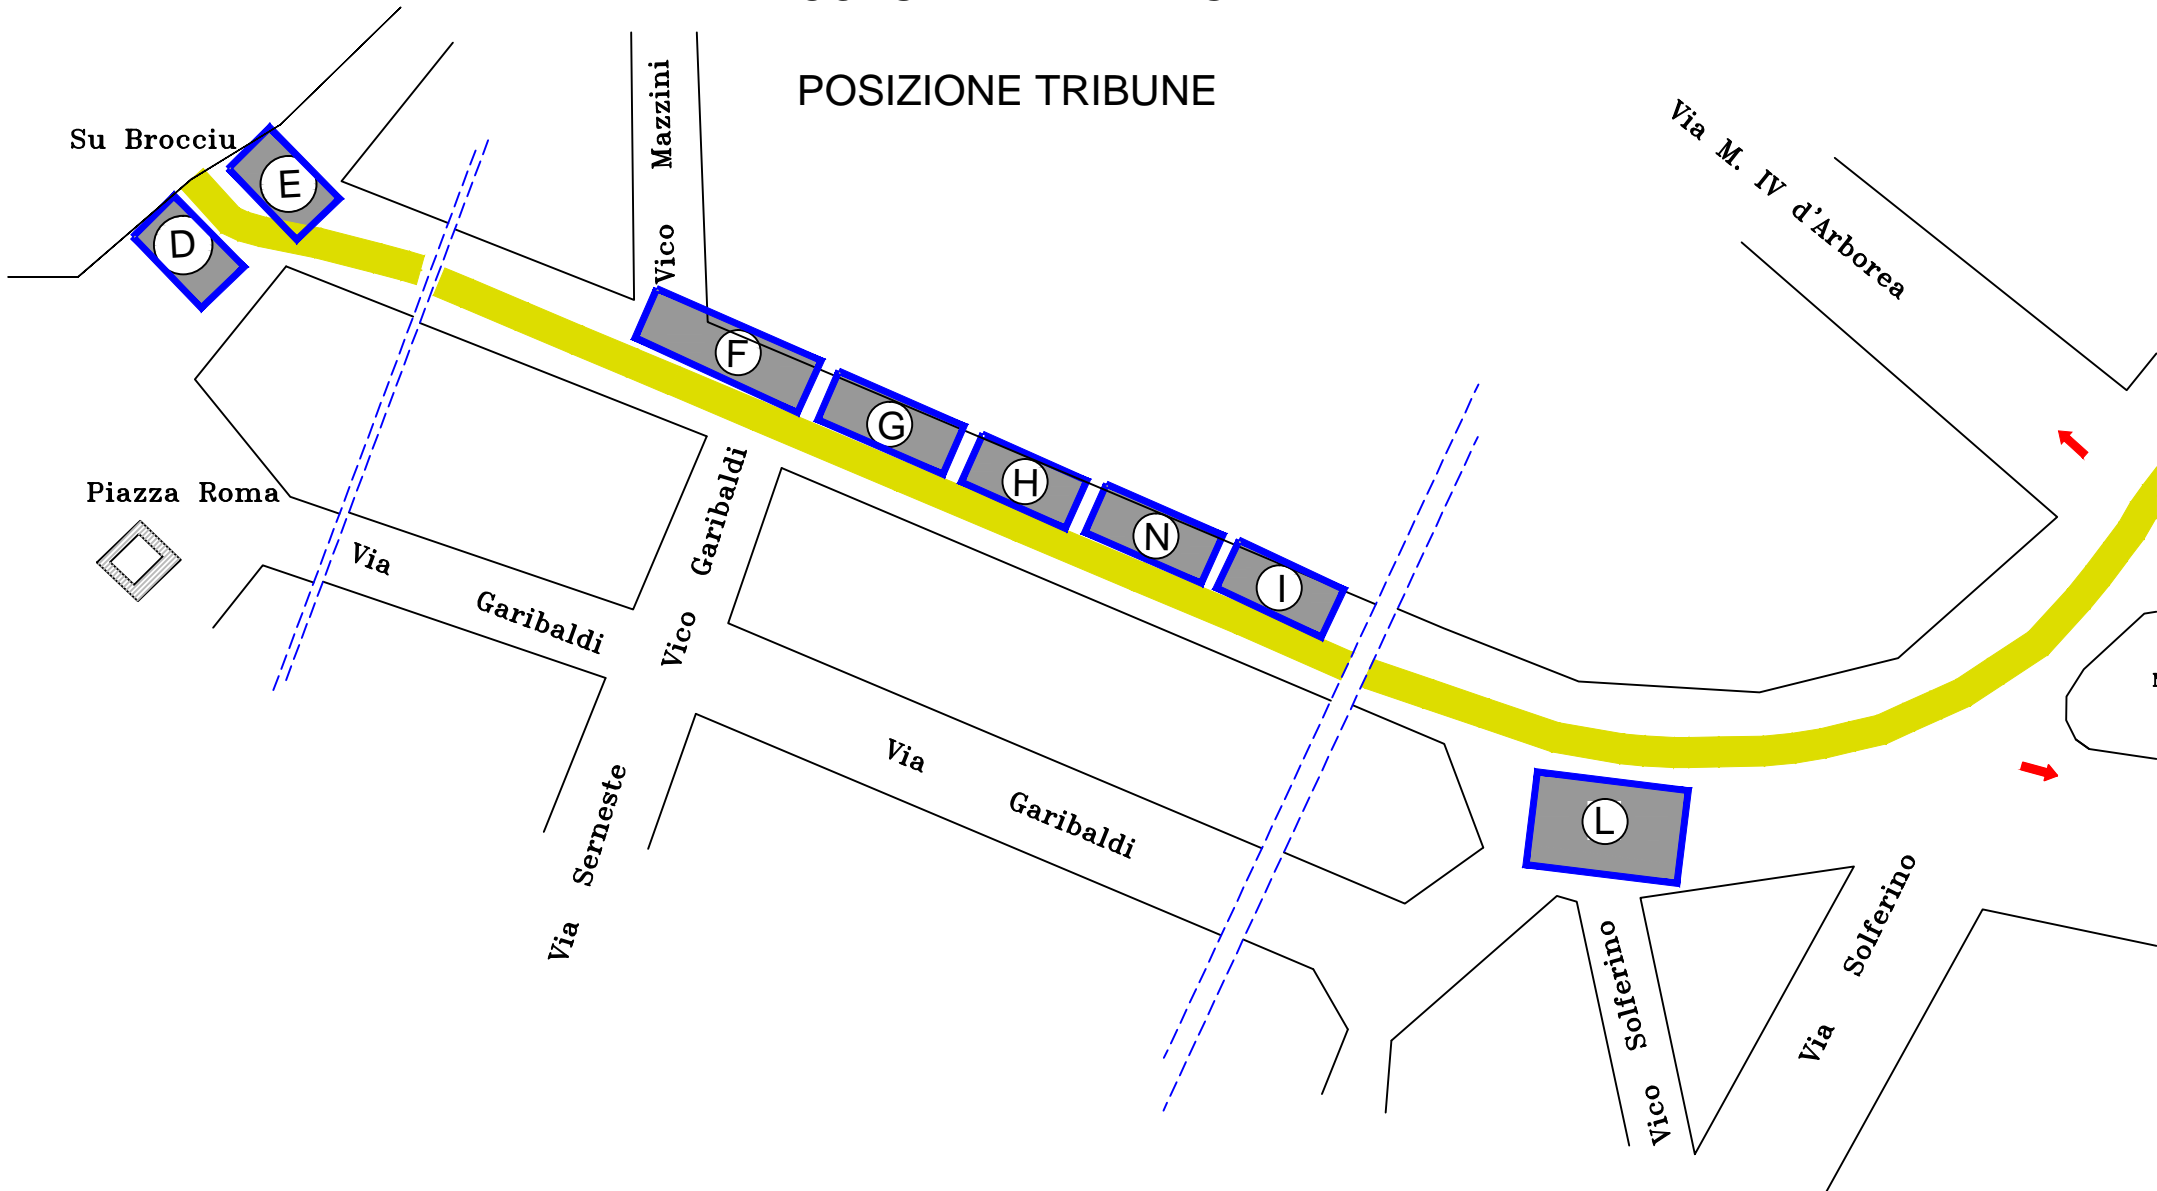 POSIZIONE TRIBUNE
Su Brocciu
E
D
Vico Mazzini
Via M. IV d'Arborea
F
G
H
N
I
L
Piazza Roma
Via Garibaldi
Vico Garibaldi
Via Serneste
Via Garibaldi
Vico Solferino
Via Solferino